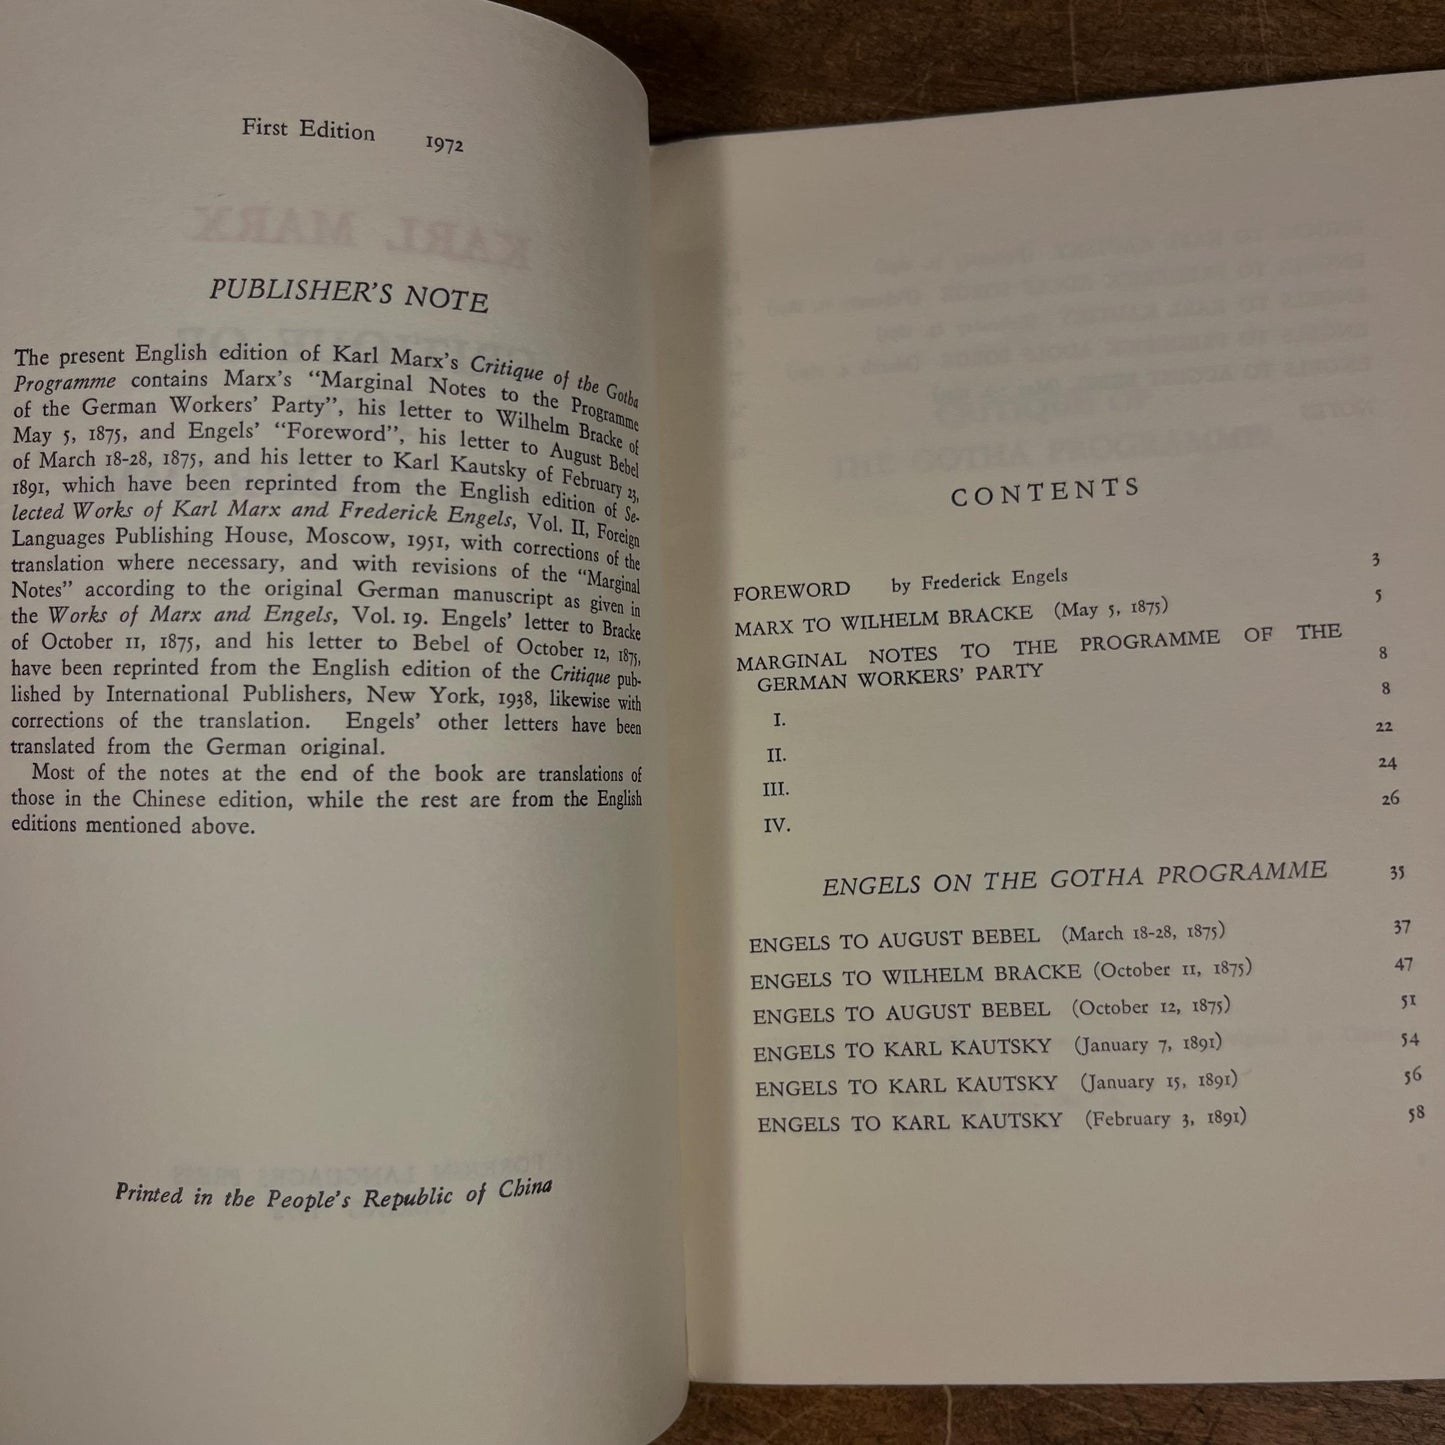 First Edition 1972
KARL MARX
PUBLISHER'S NOTE
The present English edition of Karl Marx's Critique of the Gotha
Programme contains Marx's "Marginal Notes to the Programme
of the German Workers' Party", his letter to Wilhelm Bracke of
May 5, 1875, and Engels' "Foreword", his letter to August Bebel
of March 18-28, 1875, and his letter to Karl Kautsky of February 23,
1891, which have been reprinted from the English edition of Se-
lected Works of Karl Marx and Frederick Engels, Vol. II, Foreign
Languages Publishing House, Moscow, 1951, with corrections of the
translation where necessary, and with revisions of the "Marginal
Notes" according to the original German manuscript as given in
the Works of Marx and Engels, Vol. 19. Engels' letter to Bracke
of October 11, 1875, and his letter to Bebel of October 12, 1875,
have been reprinted from the English edition of the Critique pub-
lished by International Publishers, New York, 1938, likewise with
corrections of the translation. Engels' other letters have been
translated from the German original.
Most of the notes at the end of the book are translations of
those in the Chinese edition, while the rest are from the English
editions mentioned above.
Printed in the People's Republic of China
CONTENTS
FOREWORD by Frederick Engels 3
MARX TO WILHELM BRACKE (May 5, 1875) 5
MARGINAL NOTES TO THE PROGRAMME OF THE
GERMAN WORKERS' PARTY 8
I. 8
II. 22
III. 24
IV. 26
ENGELS ON THE GOTHA PROGRAMME 35
ENGELS TO AUGUST BEBEL (March 18-28, 1875) 37
ENGELS TO WILHELM BRACKE (October 11, 1875) 47
ENGELS TO AUGUST BEBEL (October 12, 1875) 51
ENGELS TO KARL KAUTSKY (January 7, 1891) 54
ENGELS TO KARL KAUTSKY (January 15, 1891) 56
ENGELS TO KARL KAUTSKY (February 3, 1891) 58